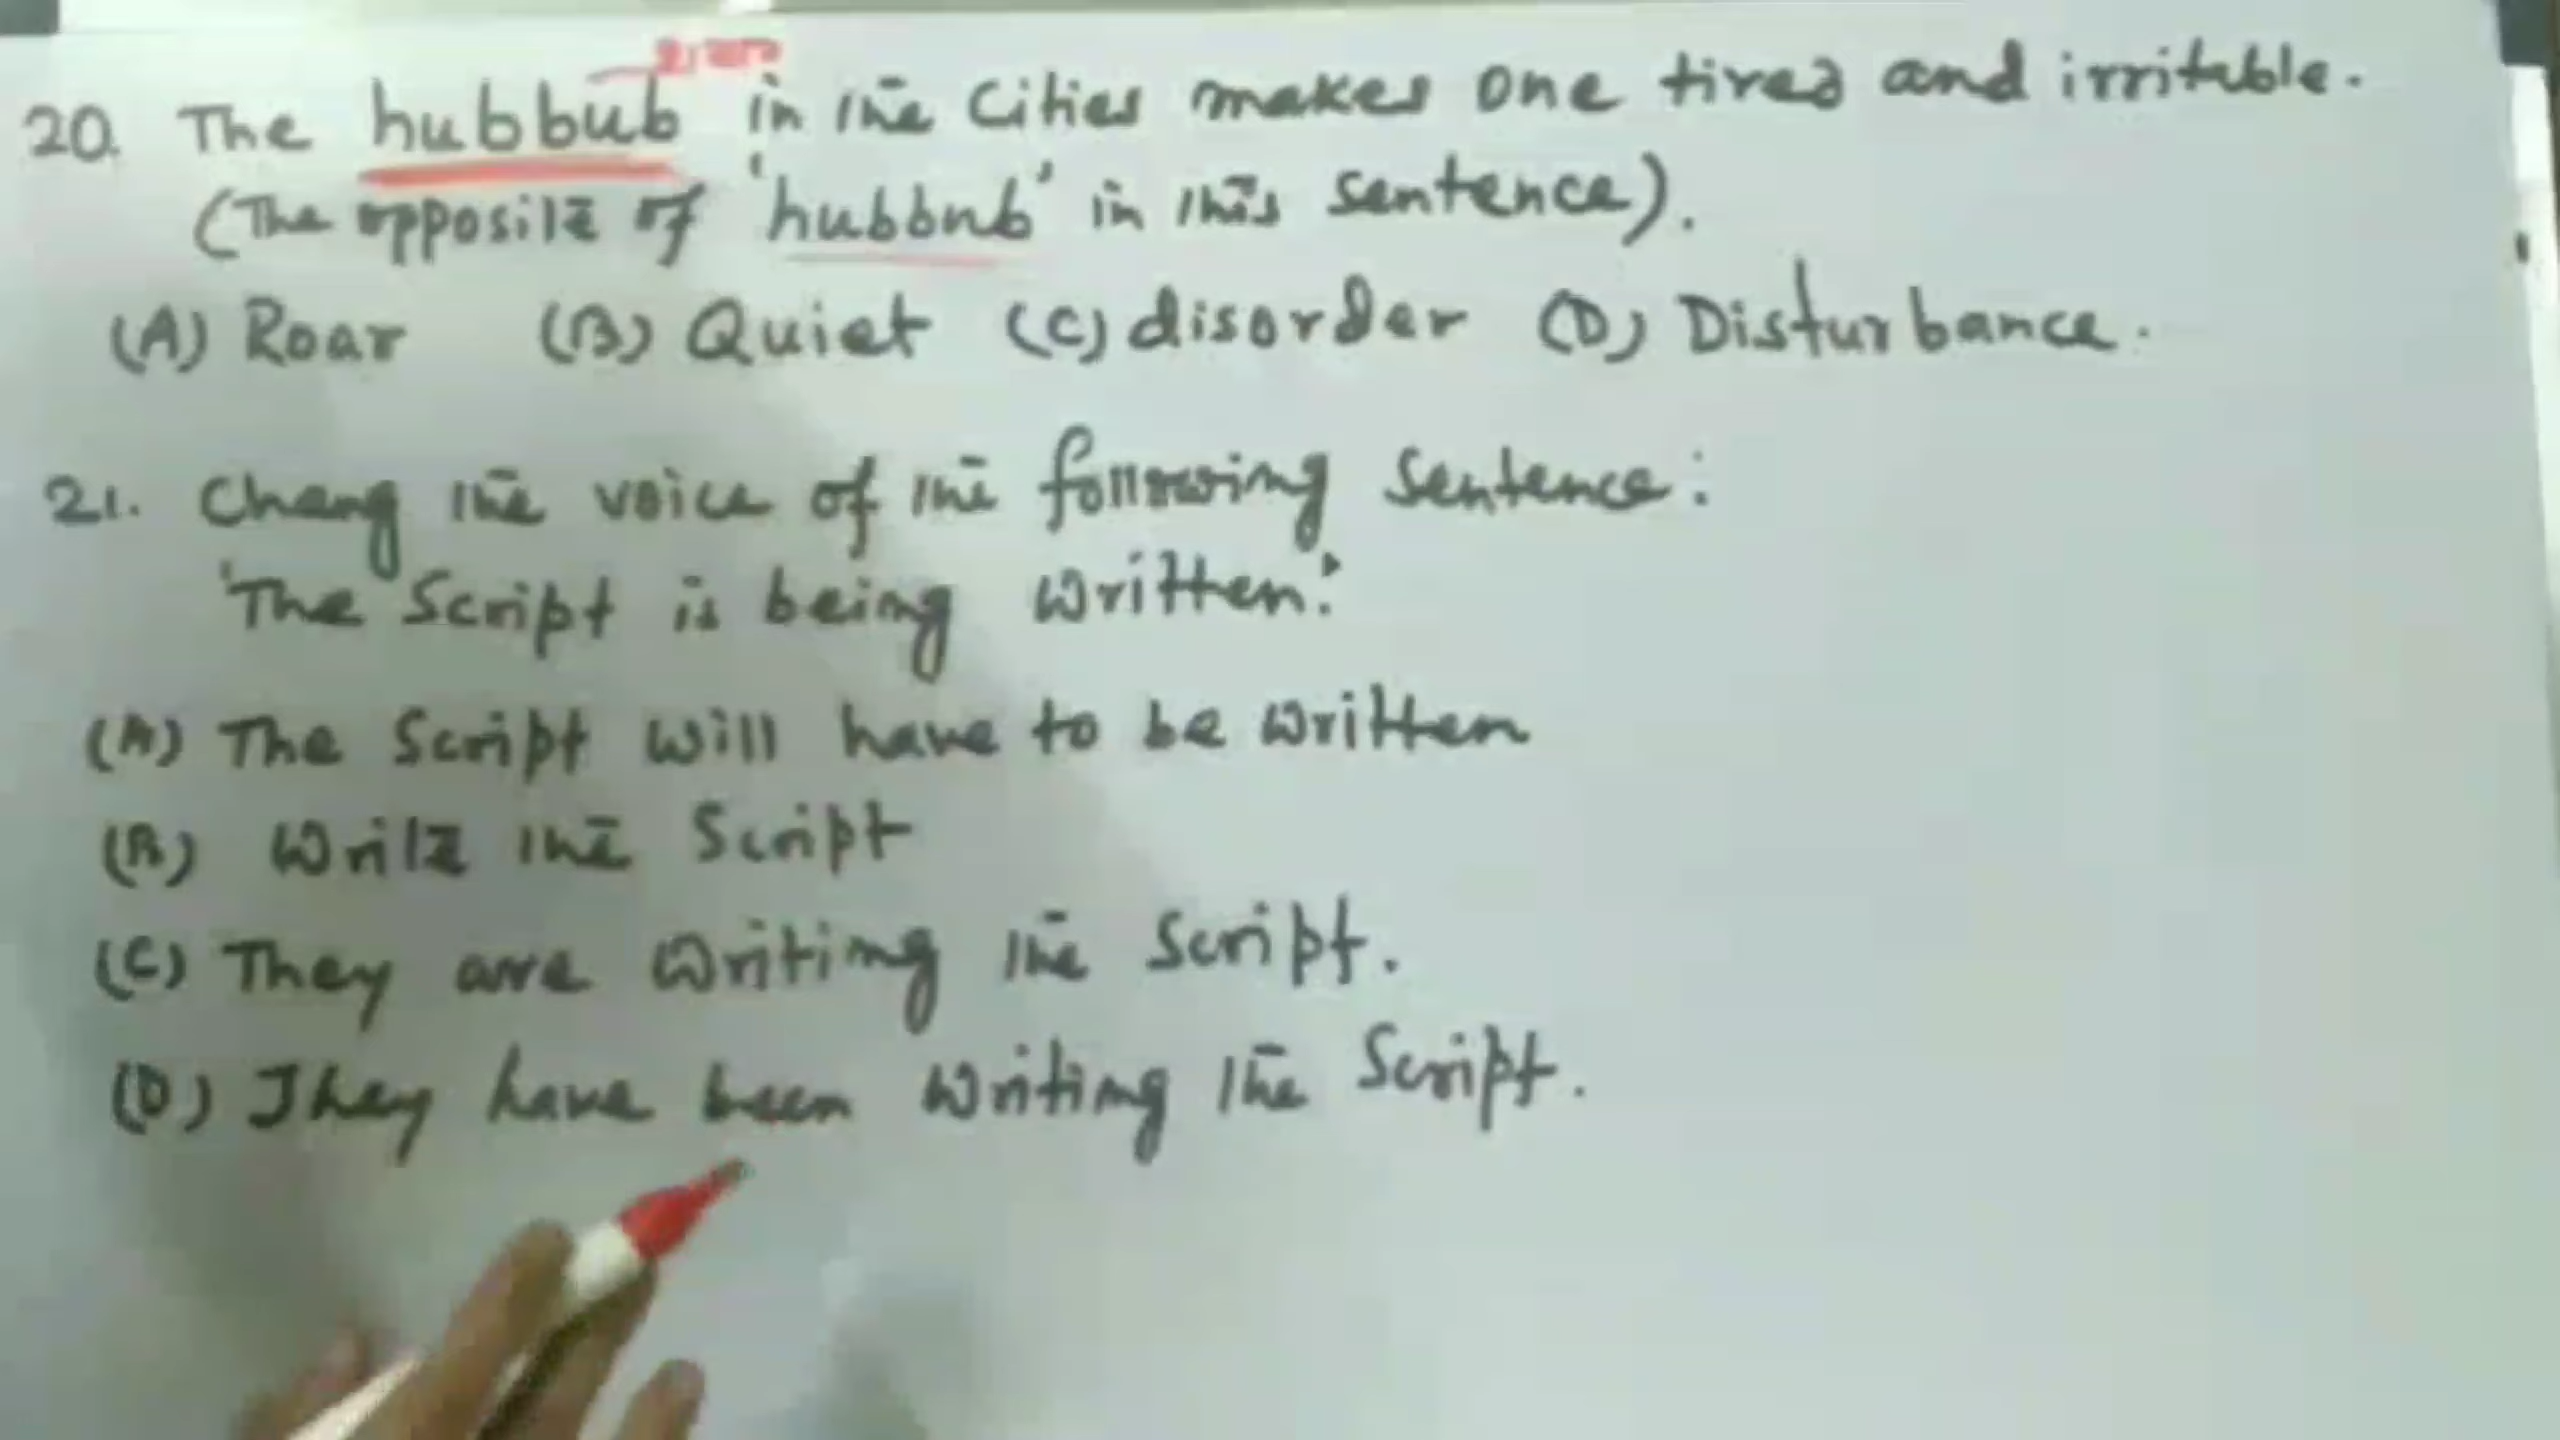 20. The hubbub in the Cities makes one tired and irritable.
(The opposite of 'hubbub' in this sentence).
(A) Roar (B) Quiet (C) disorder (D) Disturbance.
21. Chang the voice of the following sentence:
'The Script is being written.'
(A) The Script will have to be written
(B) Write the Script
(C) They are writing the Script.
(D) They have been writing the Script.